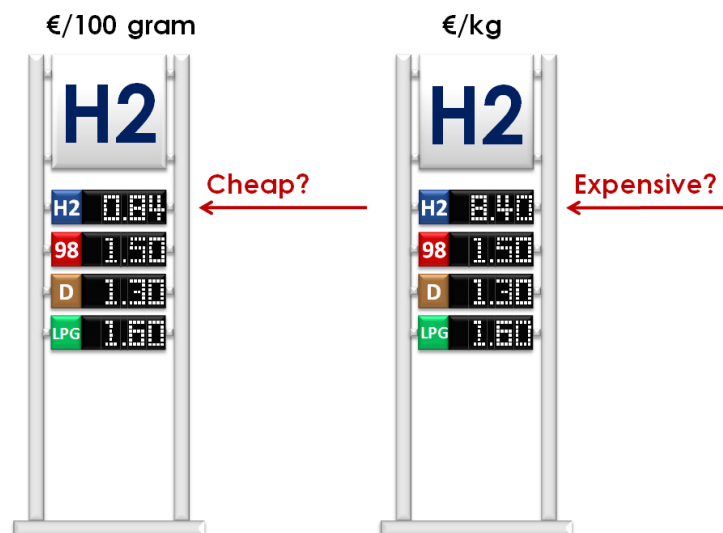 €/100 gram
H2
Cheap?
H2 0.84
98 1.50
D 1.30
LPG 1.60
€/kg
H2
Expensive?
H2 8.40
98 1.50
D 1.30
LPG 1.60